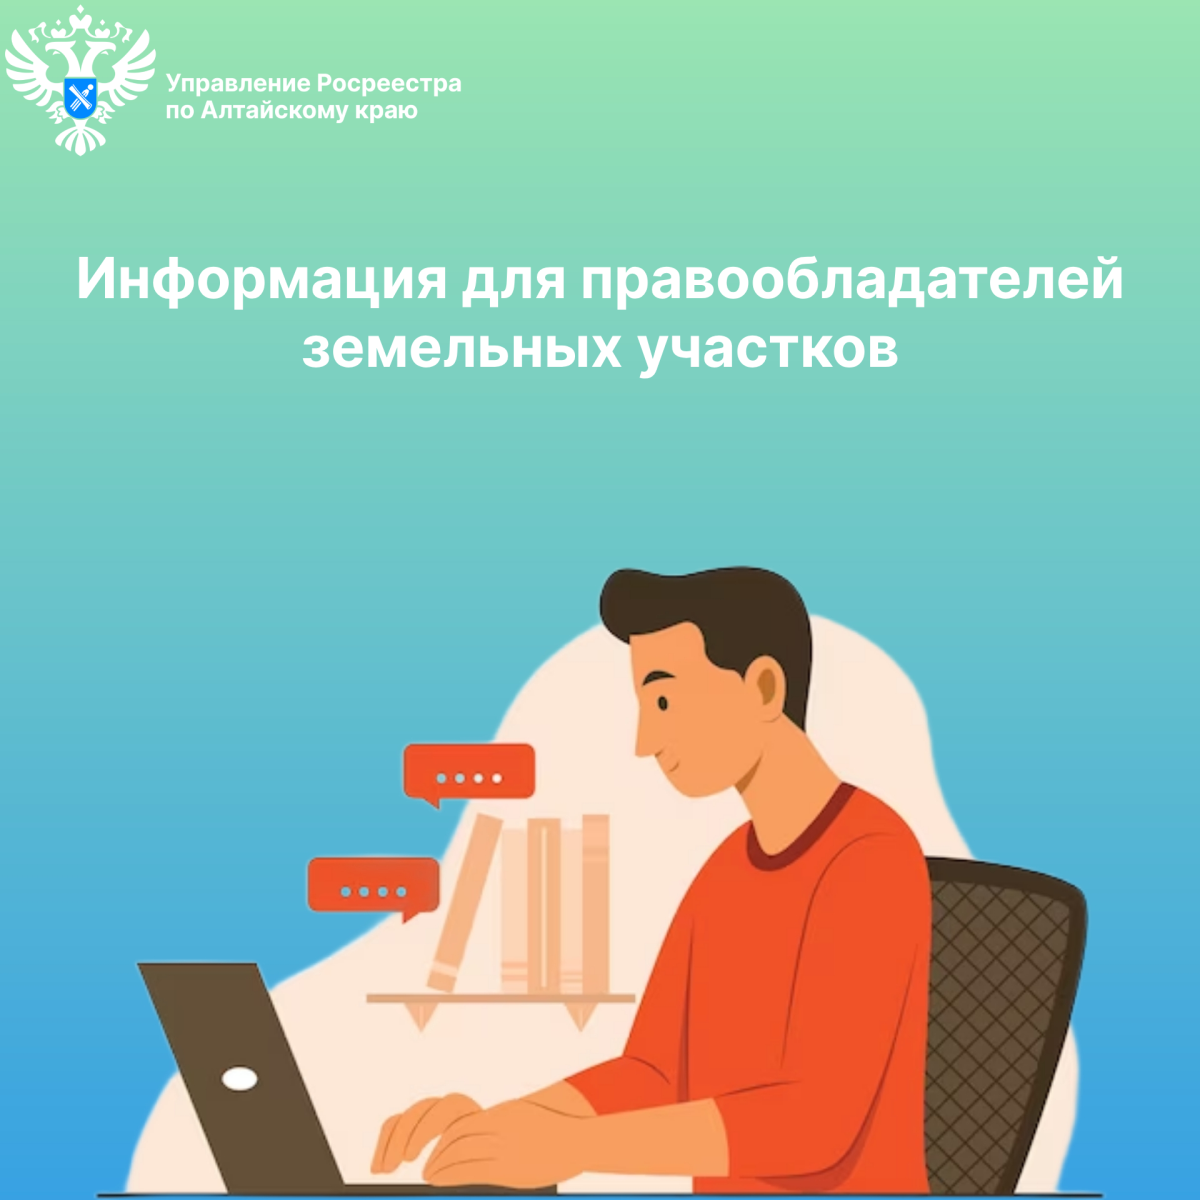 Управление Росреестра
по Алтайскому краю
Информация для правообладателей
земельных участков